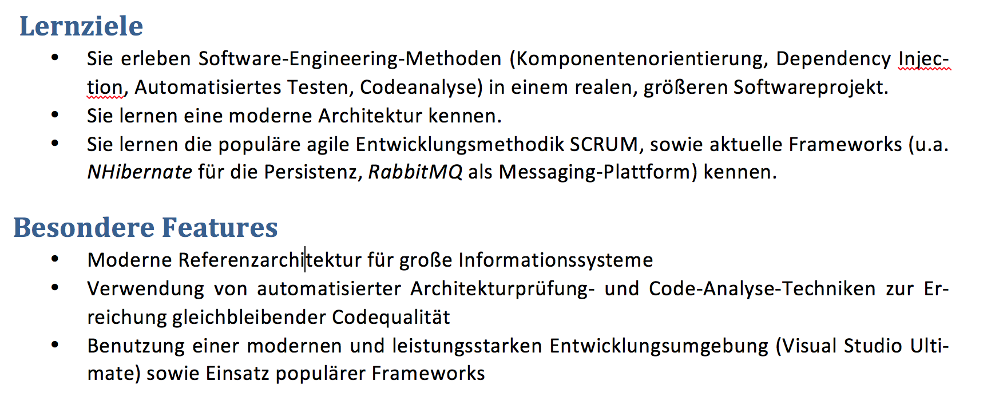 Lernziele
• Sie erleben Software-Engineering-Methoden (Komponentenorientierung, Dependency Injec-
tion, Automatisiertes Testen, Codeanalyse) in einem realen, größeren Softwareprojekt.
• Sie lernen eine moderne Architektur kennen.
• Sie lernen die populäre agile Entwicklungsmethodik SCRUM, sowie aktuelle Frameworks (u.a.
NHibernate für die Persistenz, RabbitMQ als Messaging-Plattform) kennen.
Besondere Features
• Moderne Referenzarchitektur für große Informationssysteme
• Verwendung von automatisierter Architekturprüfung- und Code-Analyse-Techniken zur Er-
reichung gleichbleibender Codequalität
• Benutzung einer modernen und leistungsstarken Entwicklungsumgebung (Visual Studio Ulti-
mate) sowie Einsatz populärer Frameworks